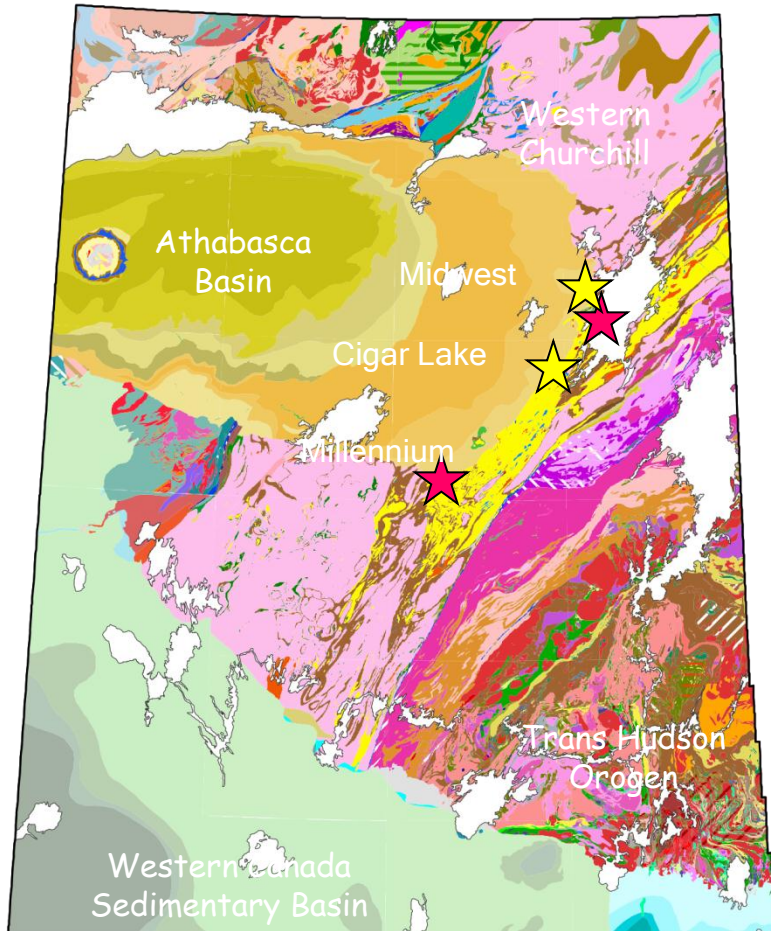 Western
Churchill
Athabasca
Basin
Midwest
Cigar Lake
Millennium
Trans Hudson
Orogen
Western Canada
Sedimentary Basin